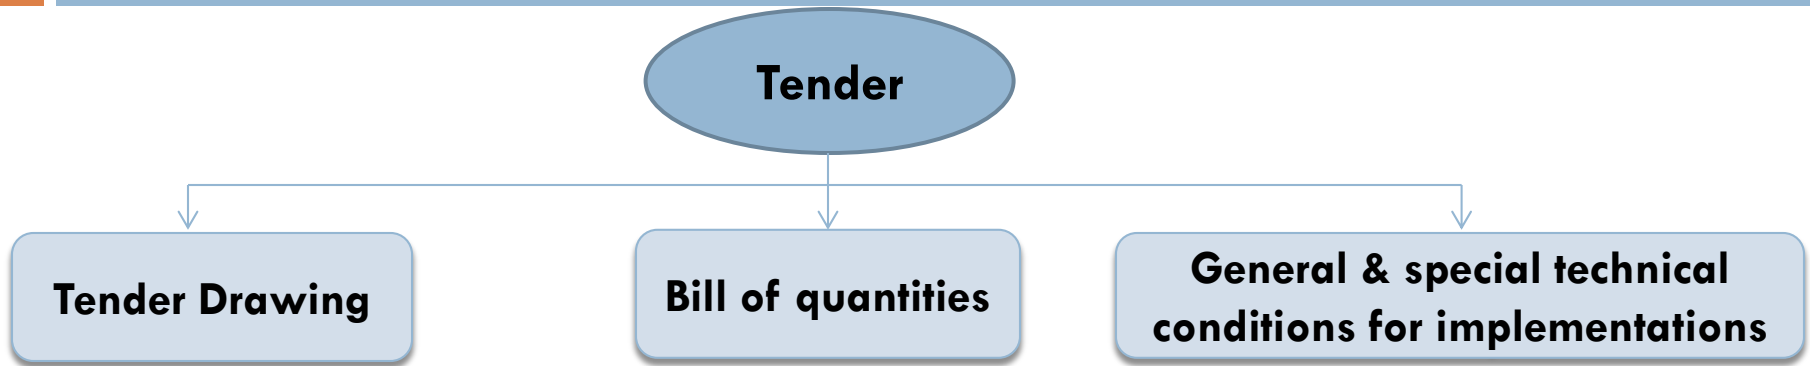 Tender
Tender Drawing
Bill of quantities
General & special technical
conditions for implementations